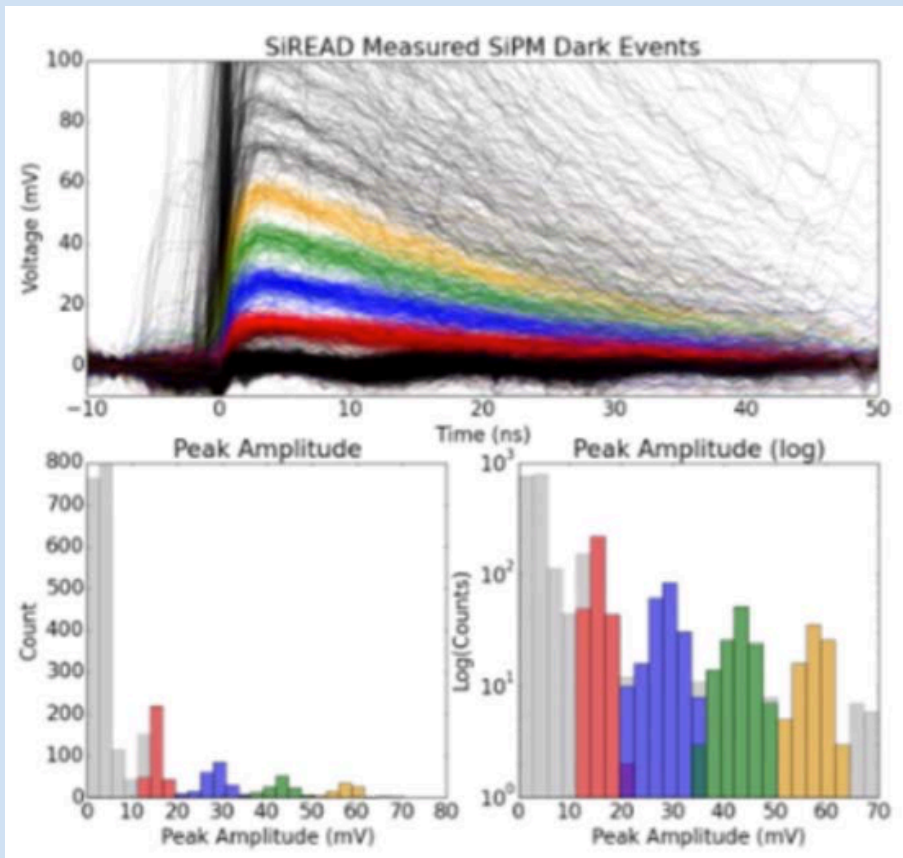 SiREAD Measured SiPM Dark Events
100
80
60
40
20
0
Voltage (mV)
−10 0 10 20 30 40 50
Time (ns)
Peak Amplitude
800
700
600
500
400
300
200
100
0
Count
0 10 20 30 40 50 60 70 80
Peak Amplitude (mV)
Peak Amplitude (log)
10³
10²
10¹
10⁰
Log(Counts)
0 10 20 30 40 50 60 70
Peak Amplitude (mV)